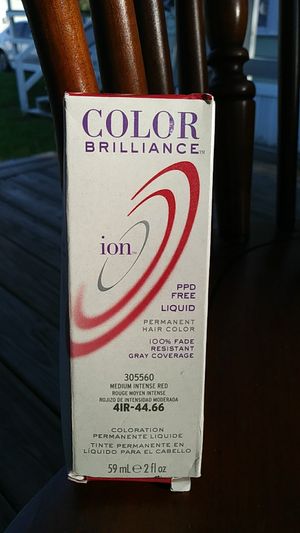 COLOR
BRILLIANCE™
ion™
PPD
FREE
LIQUID
PERMANENT
HAIR COLOR
100% FADE
RESISTANT
GRAY COVERAGE
305560
MEDIUM INTENSE RED
ROUGE MOYEN INTENSE
ROJIZO DE INTENSIDAD MODERADA
4IR-44.66
COLORATION
PERMANENTE LIQUIDE
TINTE PERMANENTE EN
LÍQUIDO PARA EL CABELLO
59 mL e 2 fl oz